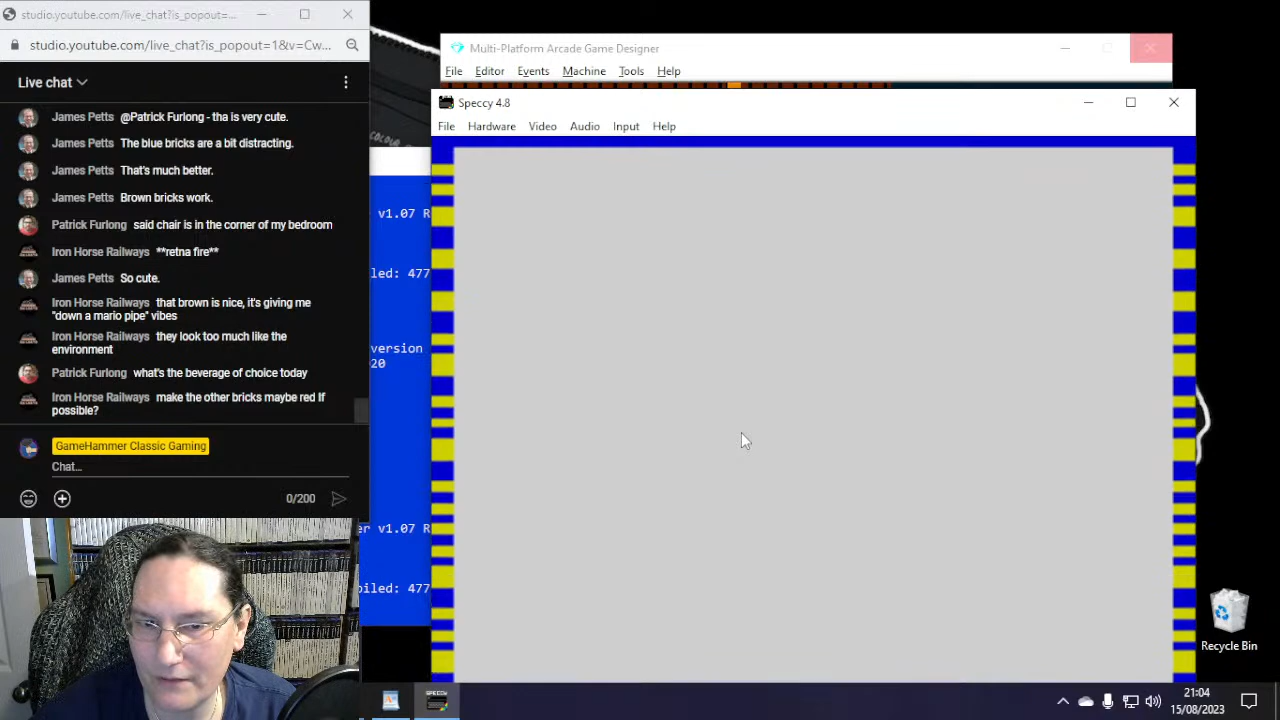 studio.youtube.com/live_chat?is_popout=...
studio.youtube.com/live_chat?is_popout=1&v=Cw...
Live chat
James Petts @Patrick Furlong - tha is very cute.
James Petts The blue bricks are a bit distracting.
James Petts That's much better.
James Petts Brown bricks work.
Patrick Furlong said chair is in the corner of my bedroom
Iron Horse Railways **retna fire**
James Petts So cute.
Iron Horse Railways that brown is nice, it's giving me
"down a mario pipe" vibes
Iron Horse Railways they look too much like the
environment
Patrick Furlong what's the beverage of choice today
Iron Horse Railways make the other bricks maybe red If
possible?
GameHammer Classic Gaming
Chat...
0/200
Multi-Platform Arcade Game Designer
File Editor Events Machine Tools Help
Speccy 4.8
File Hardware Video Audio Input Help
v1.07 R
led: 477
version
20
er v1.07 R
iled: 477
Recycle Bin
SPECCY
21:04
15/08/2023